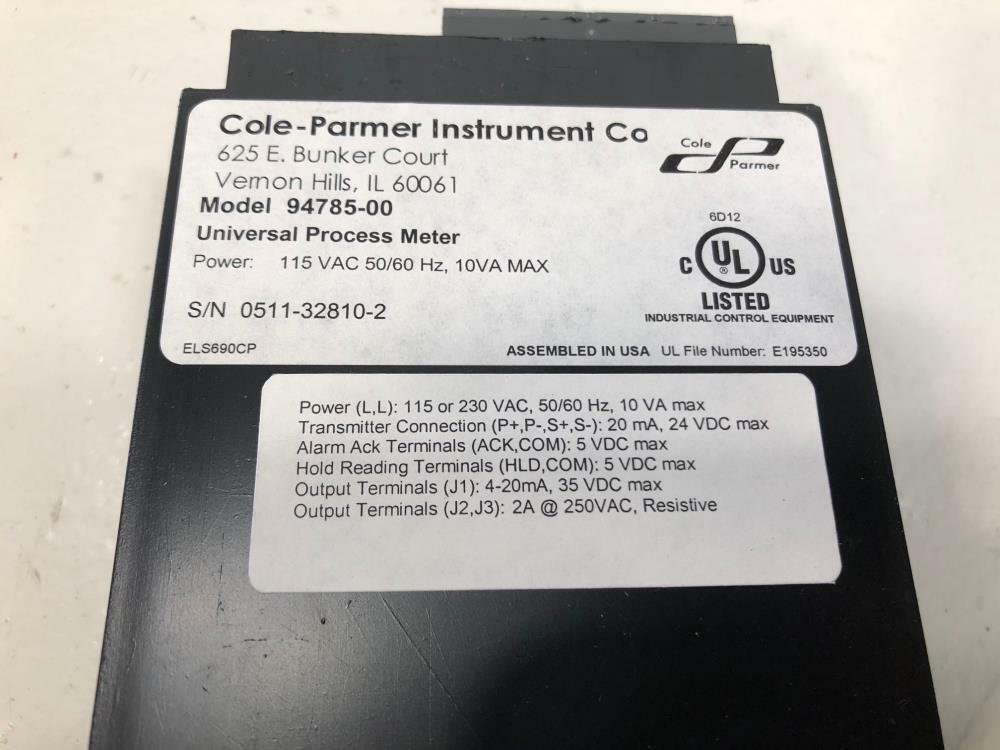 Cole-Parmer Instrument Co
625 E. Bunker Court
Vernon Hills, IL 60061
Cole
Parmer
Model 94785-00
Universal Process Meter
Power: 115 VAC 50/60 Hz, 10VA MAX
S/N 0511-32810-2
6D12
C UL ® US
LISTED
INDUSTRIAL CONTROL EQUIPMENT
ELS690CP
ASSEMBLED IN USA UL File Number: E195350
Power (L,L): 115 or 230 VAC, 50/60 Hz, 10 VA max
Transmitter Connection (P+,P-,S+,S-): 20 mA, 24 VDC max
Alarm Ack Terminals (ACK,COM): 5 VDC max
Hold Reading Terminals (HLD,COM): 5 VDC max
Output Terminals (J1): 4-20mA, 35 VDC max
Output Terminals (J2,J3): 2A @ 250VAC, Resistive